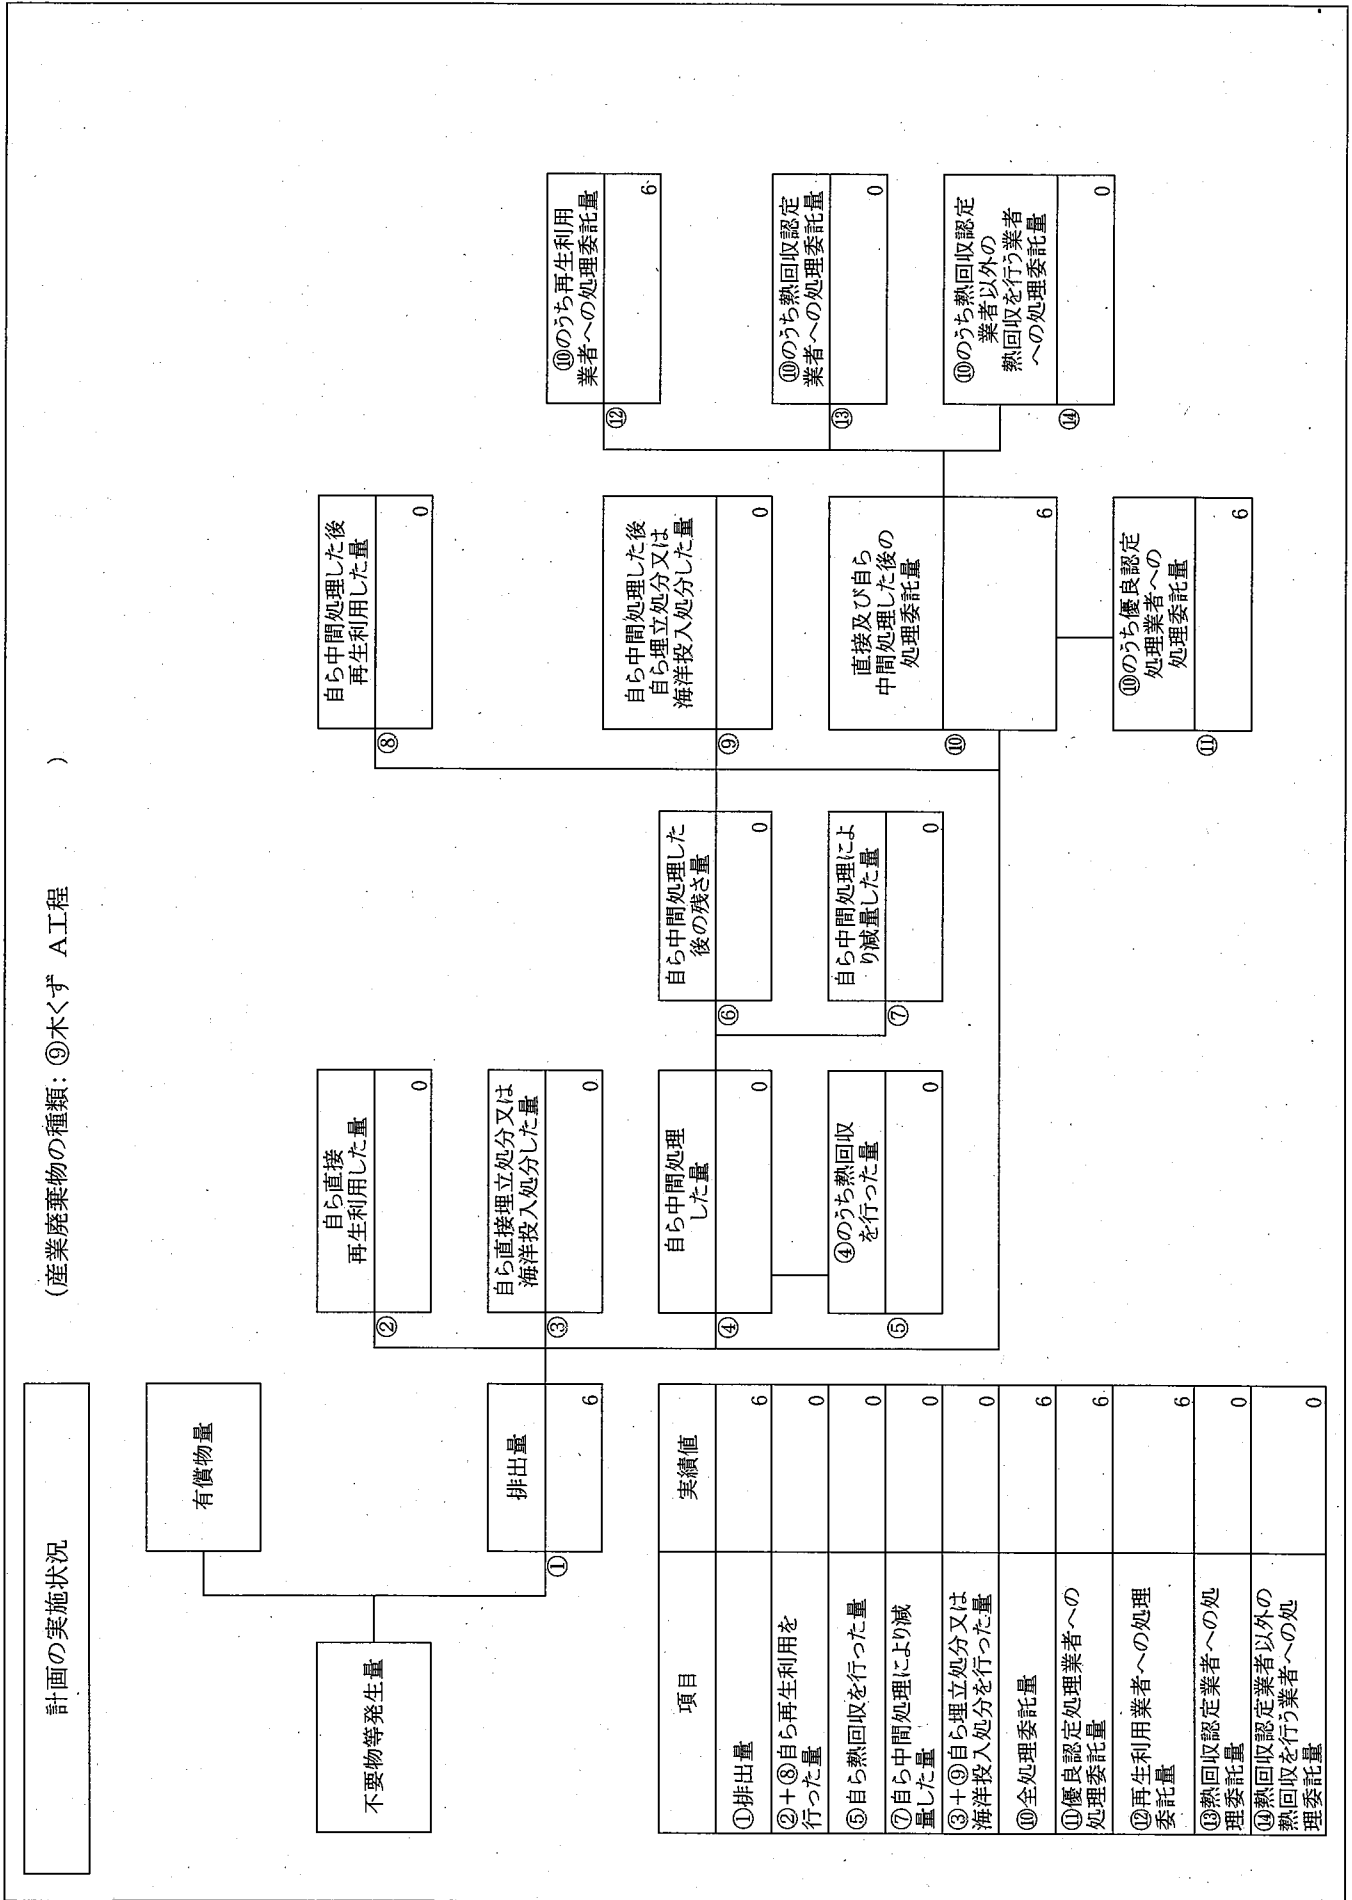 計画の実施状況
(産業廃棄物の種類:⑨木くず A工程 )
不要物等発生量
有償物量
①
排出量
6
②
自ら直接
再生利用した量
0
③
自ら直接埋立処分又は
海洋投入処分した量
0
④
自ら中間処理
した量
0
⑤
④のうち熱回収
を行った量
0
⑥
自ら中間処理した
後の残さ量
0
⑦
自ら中間処理によ
り減量した量
0
⑧
自ら中間処理した後
再生利用した量
0
⑨
自ら中間処理した後
自ら埋立処分又は
海洋投入処分した量
0
⑩
直接及び自ら
中間処理した後の
処理委託量
6
⑪
⑩のうち優良認定
処理業者への
処理委託量
6
⑫
⑩のうち再生利用
業者への処理委託量
6
⑬
⑩のうち熱回収認定
業者への処理委託量
0
⑭
⑩のうち熱回収認定
業者以外の
熱回収を行う業者
への処理委託量
0
項目 実績値
①排出量 6
②+⑧自ら再生利用を
行った量 0
⑤自ら熱回収を行った量 0
⑦自ら中間処理により減
量した量 0
③+⑨自ら埋立処分又は
海洋投入処分を行った量 0
⑩全処理委託量 6
⑪優良認定処理業者への
処理委託量 6
⑫再生利用業者への処理
委託量 6
⑬熱回収認定業者への処
理委託量 0
⑭熱回収認定業者以外の
熱回収を行う業者への処
理委託量 0